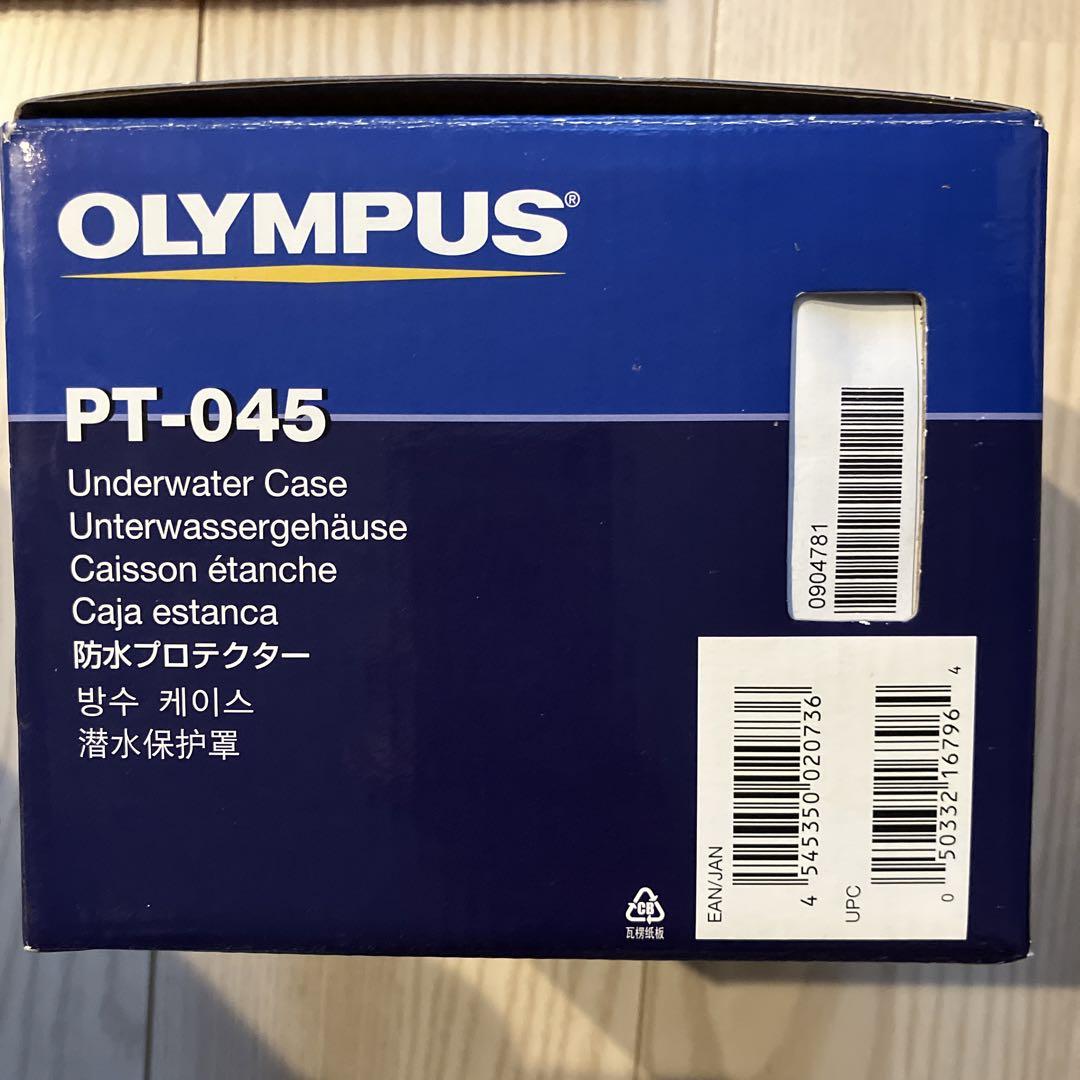 OLYMPUS®
PT-045
Underwater Case
Unterwassergehäuse
Caisson étanche
Caja estanca
防水プロテクター
방수 케이스
潜水保护罩
0904781
EAN/JAN
4 545350 020736
UPC
0 50332 16796 4
CB
瓦楞纸板